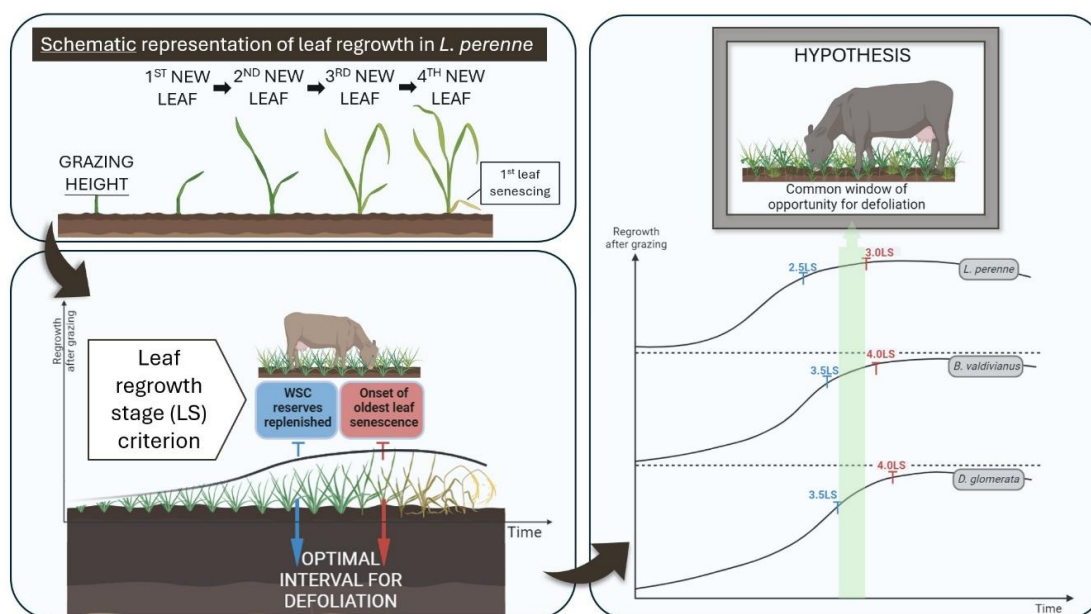 Schematic representation of leaf regrowth in L. perenne
1ST NEW
LEAF
2ND NEW
LEAF
3RD NEW
LEAF
4TH NEW
LEAF
GRAZING
HEIGHT
1st leaf
senescing
Regrowth
after grazing
Leaf
regrowth
stage (LS)
criterion
WSC
reserves
replenished
Onset of
oldest leaf
senescence
Time
OPTIMAL
INTERVAL FOR
DEFOLIATION
HYPOTHESIS
Common window of
opportunity for defoliation
Regrowth
after grazing
2.5LS
3.0LS
L. perenne
3.5LS
4.0LS
B. valdivianus
3.5LS
4.0LS
D. glomerata
Time